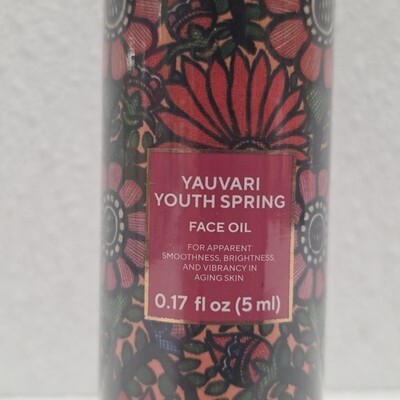 YAUVARI
YOUTH SPRING
FACE OIL
FOR APPARENT
SMOOTHNESS, BRIGHTNESS,
AND VIBRANCY IN
AGING SKIN
0.17 fl oz (5 ml)